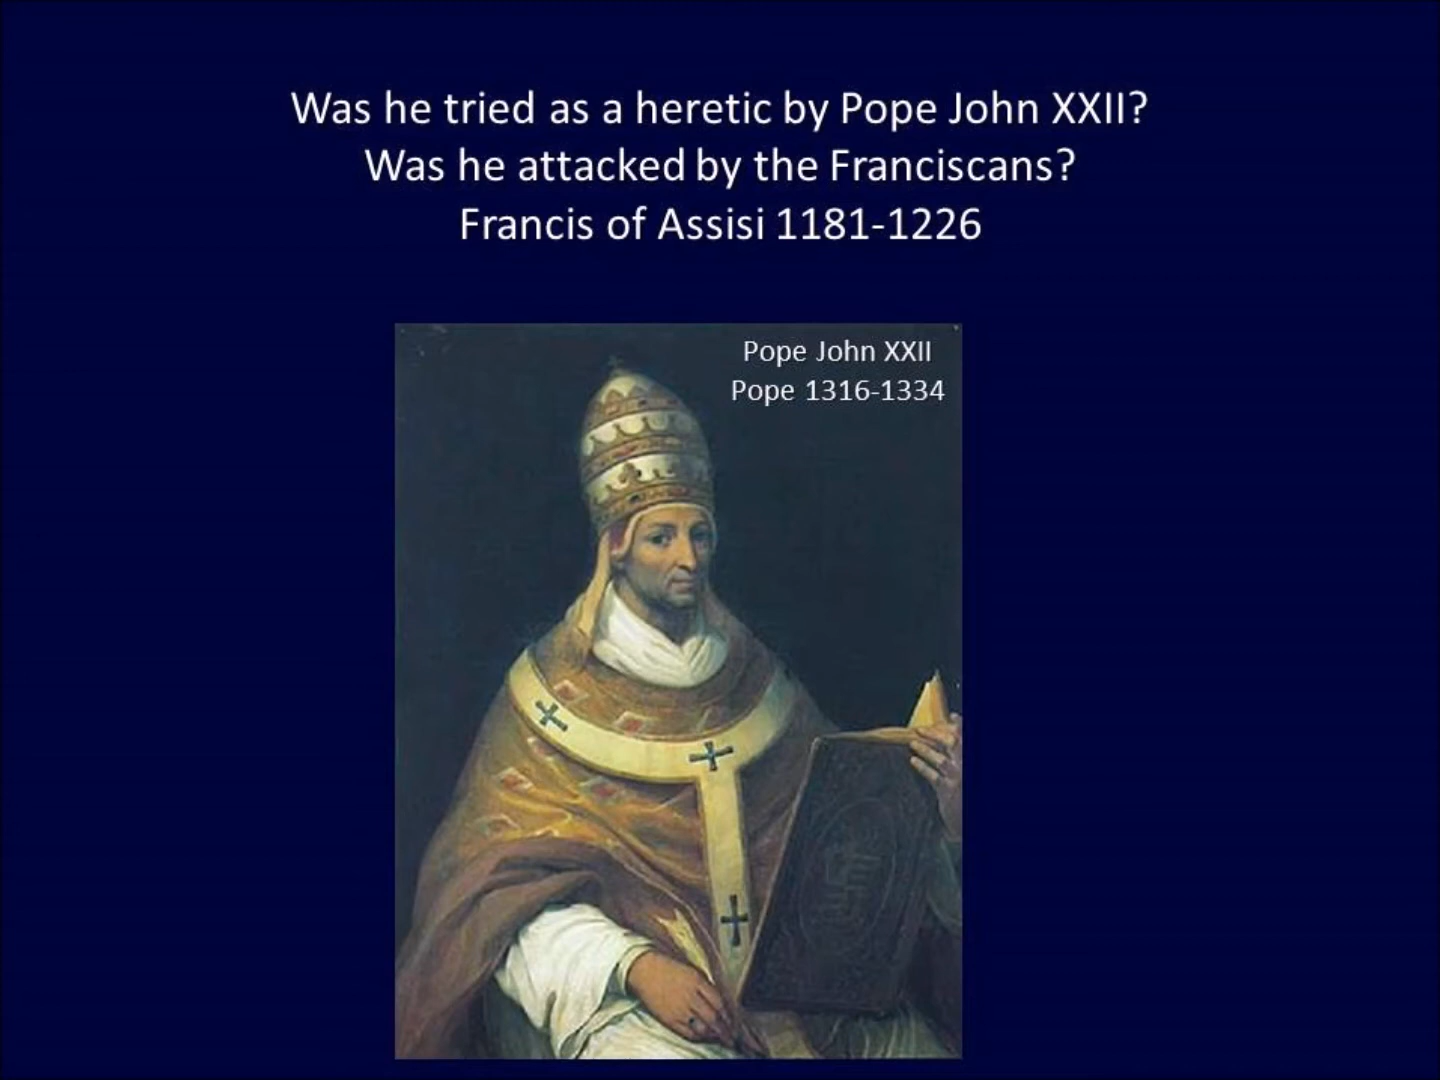 Was he tried as a heretic by Pope John XXII?
Was he attacked by the Franciscans?
Francis of Assisi 1181-1226
Pope John XXII
Pope 1316-1334